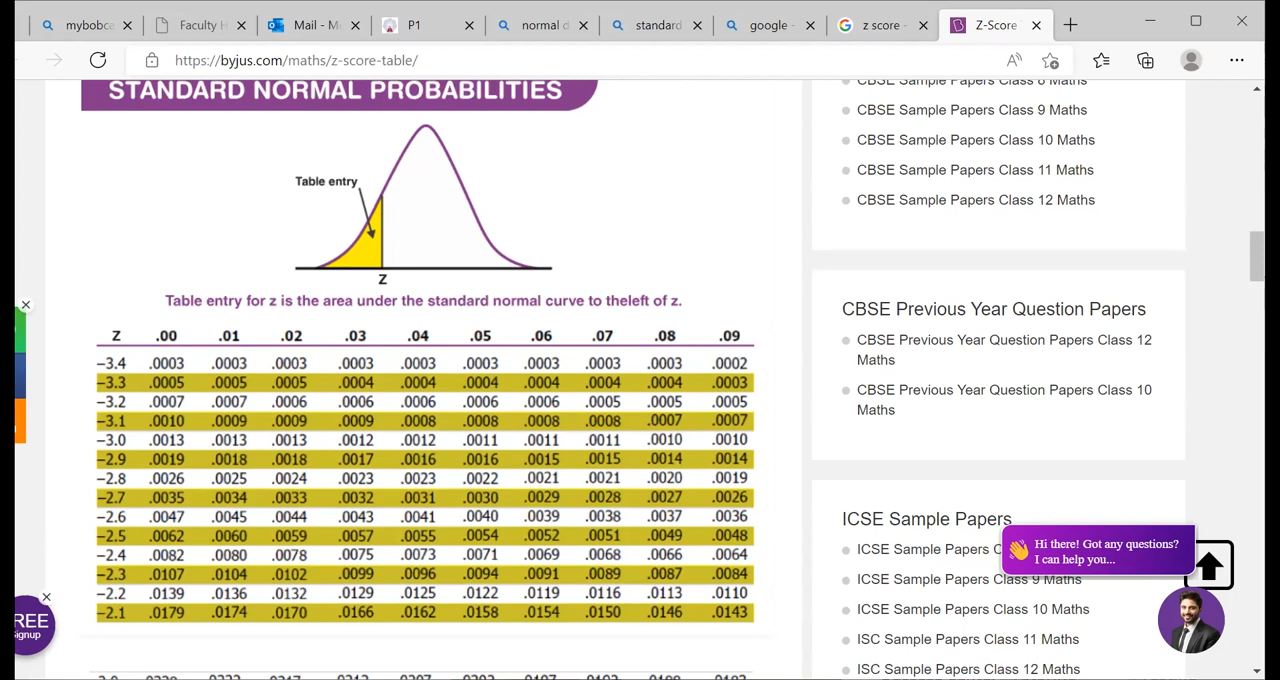 mybobca
Faculty H
Mail - M
P1
normal d
standard
google -
z score -
Z-Score
https://byjus.com/maths/z-score-table/
STANDARD NORMAL PROBABILITIES
Table entry
Z
Table entry for z is the area under the standard normal curve to theleft of z.
Z .00 .01 .02 .03 .04 .05 .06 .07 .08 .09
−3.4 .0003 .0003 .0003 .0003 .0003 .0003 .0003 .0003 .0003 .0002
−3.3 .0005 .0005 .0005 .0004 .0004 .0004 .0004 .0004 .0004 .0003
−3.2 .0007 .0007 .0006 .0006 .0006 .0006 .0006 .0005 .0005 .0005
−3.1 .0010 .0009 .0009 .0009 .0008 .0008 .0008 .0008 .0007 .0007
−3.0 .0013 .0013 .0013 .0012 .0012 .0011 .0011 .0011 .0010 .0010
−2.9 .0019 .0018 .0018 .0017 .0016 .0016 .0015 .0015 .0014 .0014
−2.8 .0026 .0025 .0024 .0023 .0023 .0022 .0021 .0021 .0020 .0019
−2.7 .0035 .0034 .0033 .0032 .0031 .0030 .0029 .0028 .0027 .0026
−2.6 .0047 .0045 .0044 .0043 .0041 .0040 .0039 .0038 .0037 .0036
−2.5 .0062 .0060 .0059 .0057 .0055 .0054 .0052 .0051 .0049 .0048
−2.4 .0082 .0080 .0078 .0075 .0073 .0071 .0069 .0068 .0066 .0064
−2.3 .0107 .0104 .0102 .0099 .0096 .0094 .0091 .0089 .0087 .0084
−2.2 .0139 .0136 .0132 .0129 .0125 .0122 .0119 .0116 .0113 .0110
−2.1 .0179 .0174 .0170 .0166 .0162 .0158 .0154 .0150 .0146 .0143
REE
ignup
CBSE Sample Papers Class 8 Maths
CBSE Sample Papers Class 9 Maths
CBSE Sample Papers Class 10 Maths
CBSE Sample Papers Class 11 Maths
CBSE Sample Papers Class 12 Maths
CBSE Previous Year Question Papers
CBSE Previous Year Question Papers Class 12
Maths
CBSE Previous Year Question Papers Class 10
Maths
ICSE Sample Papers
ICSE Sample Papers C
Hi there! Got any questions?
I can help you...
ICSE Sample Papers Class 9 Maths
ICSE Sample Papers Class 10 Maths
ISC Sample Papers Class 11 Maths
ISC Sample Papers Class 12 Maths